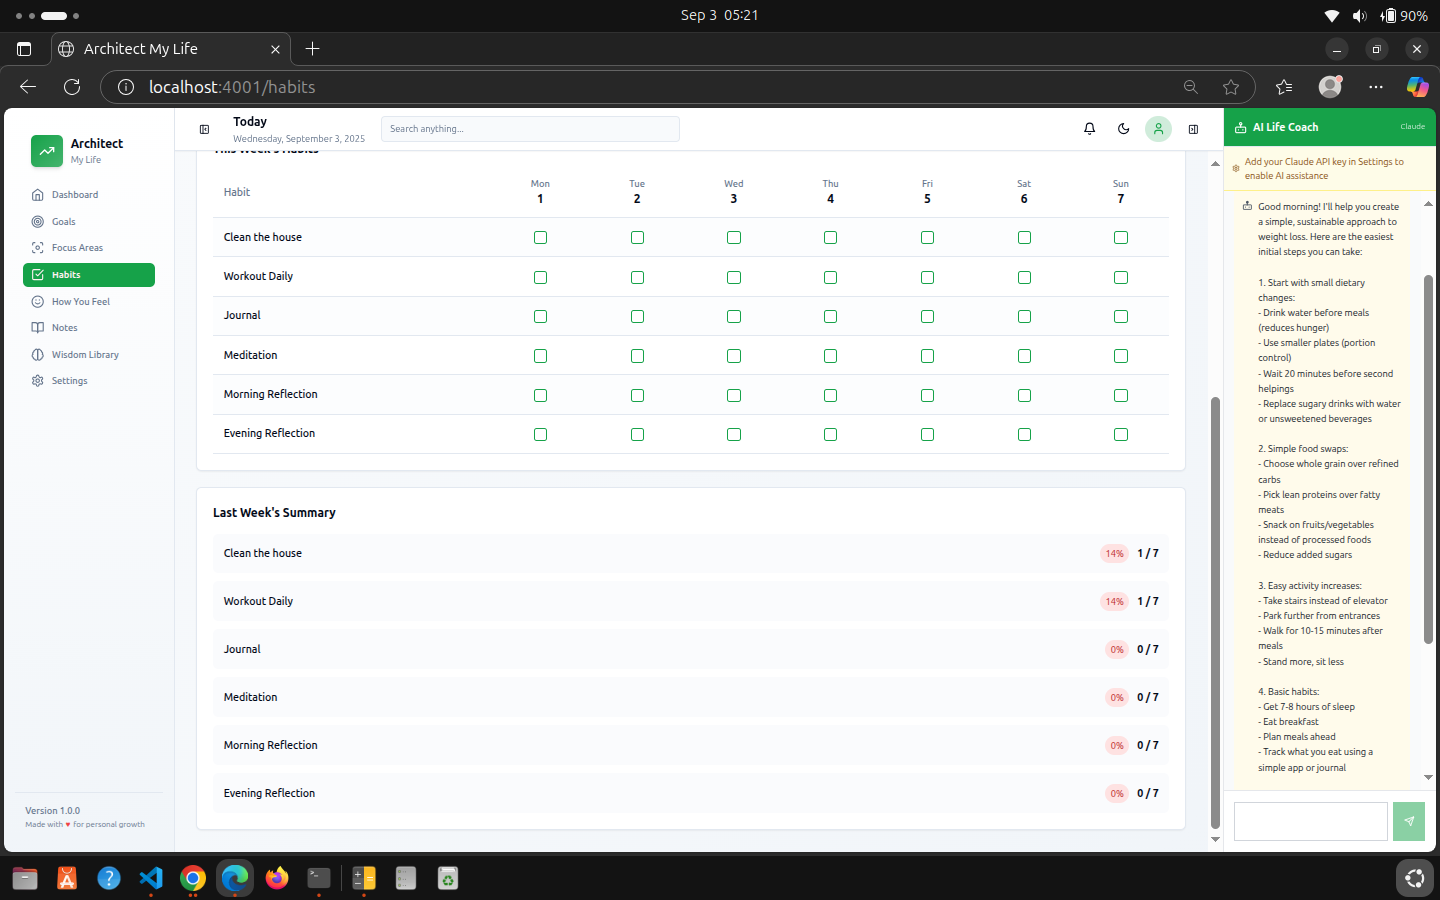 Sep 3 05:21
90%
Architect My Life
localhost:4001/habits
Architect
My Life
Dashboard
Goals
Focus Areas
Habits
How You Feel
Notes
Wisdom Library
Settings
Version 1.0.0
Made with ♥ for personal growth
Today
Wednesday, September 3, 2025
Search anything...
This Week's Habits
Habit Mon 1 Tue 2 Wed 3 Thu 4 Fri 5 Sat 6 Sun 7
Clean the house
Workout Daily
Journal
Meditation
Morning Reflection
Evening Reflection
Last Week's Summary
Clean the house 14% 1 / 7
Workout Daily 14% 1 / 7
Journal 0% 0 / 7
Meditation 0% 0 / 7
Morning Reflection 0% 0 / 7
Evening Reflection 0% 0 / 7
AI Life Coach Claude
Add your Claude API key in Settings to
enable AI assistance
Good morning! I'll help you create
a simple, sustainable approach to
weight loss. Here are the easiest
initial steps you can take:
1. Start with small dietary
changes:
- Drink water before meals
(reduces hunger)
- Use smaller plates (portion
control)
- Wait 20 minutes before second
helpings
- Replace sugary drinks with water
or unsweetened beverages
2. Simple food swaps:
- Choose whole grain over refined
carbs
- Pick lean proteins over fatty
meats
- Snack on fruits/vegetables
instead of processed foods
- Reduce added sugars
3. Easy activity increases:
- Take stairs instead of elevator
- Park further from entrances
- Walk for 10-15 minutes after
meals
- Stand more, sit less
4. Basic habits:
- Get 7-8 hours of sleep
- Eat breakfast
- Plan meals ahead
- Track what you eat using a
simple app or journal